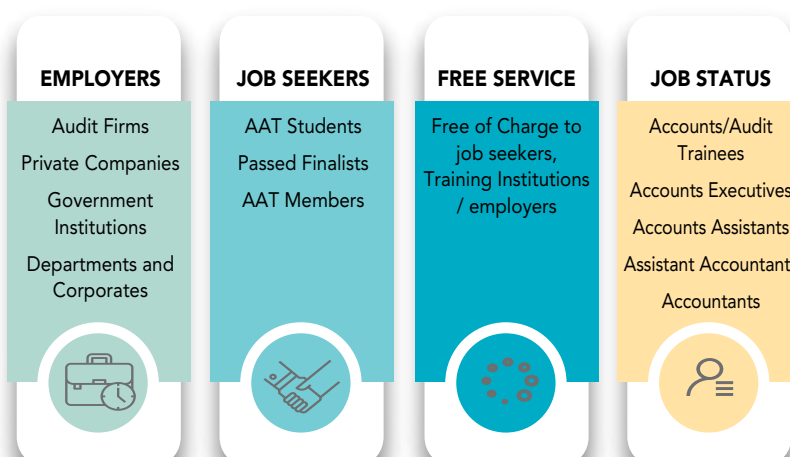 EMPLOYERS
Audit Firms
Private Companies
Government
Institutions
Departments and
Corporates
JOB SEEKERS
AAT Students
Passed Finalists
AAT Members
FREE SERVICE
Free of Charge to
job seekers,
Training Institutions
/ employers
JOB STATUS
Accounts/Audit
Trainees
Accounts Executives
Accounts Assistants
Assistant Accountant
Accountants